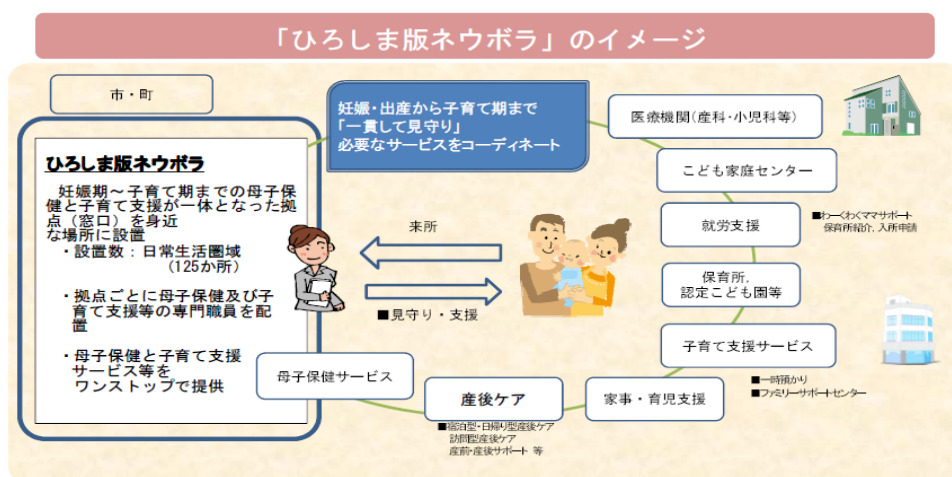 「ひろしま版ネウボラ」のイメージ
市・町
ひろしま版ネウボラ
妊娠期～子育て期までの母子保
健と子育て支援が一体となった拠
点（窓口）を身近
な場所に設置
・設置数：日常生活圏域
（125か所）
・拠点ごとに母子保健及び子
育て支援等の専門職員を配
置
・母子保健と子育て支援
サービス等を
ワンストップで提供
妊娠・出産から子育て期まで
「一貫して見守り」
必要なサービスをコーディネート
来所
■見守り・支援
医療機関（産科・小児科等）
こども家庭センター
就労支援
■わーくわくママサポート
保育所紹介，入所申請
保育所，
認定こども園等
子育て支援サービス
■一時預かり
■ファミリーサポートセンター
家事・育児支援
産後ケア
■宿泊型・日帰り型産後ケア
訪問型産後ケア
産前・産後サポート 等
母子保健サービス